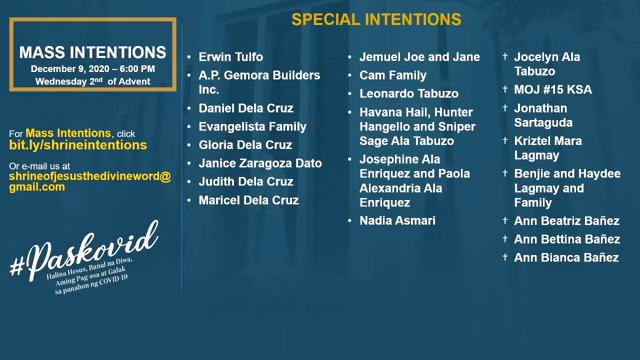 SPECIAL INTENTIONS
MASS INTENTIONS
December 9, 2020 – 6:00 PM
Wednesday 2nd of Advent
For Mass Intentions, click
bit.ly/shrineintentions
Or e-mail us at
shrineofjesusthedivineword@
gmail.com
#Paskovid
Halina Hesus, Banal na Diwa,
Aming Pag-asa at Galak
sa panahon ng COVID-19
• Erwin Tulfo
• A.P. Gemora Builders
Inc.
• Daniel Dela Cruz
• Evangelista Family
• Gloria Dela Cruz
• Janice Zaragoza Dato
• Judith Dela Cruz
• Maricel Dela Cruz
• Jemuel Joe and Jane
• Cam Family
• Leonardo Tabuzo
• Havana Hail, Hunter
Hangello and Sniper
Sage Ala Tabuzo
• Josephine Ala
Enriquez and Paola
Alexandria Ala
Enriquez
• Nadia Asmari
† Jocelyn Ala
Tabuzo
† MOJ #15 KSA
† Jonathan
Sartaguda
† Kriztel Mara
Lagmay
† Benjie and Haydee
Lagmay and
Family
† Ann Beatriz Bañez
† Ann Bettina Bañez
† Ann Bianca Bañez